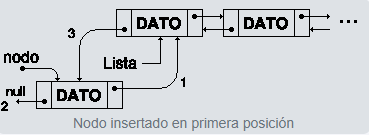 DATO DATO ...
3
nodo
Lista
1
null
2 DATO
Nodo insertado en primera posición